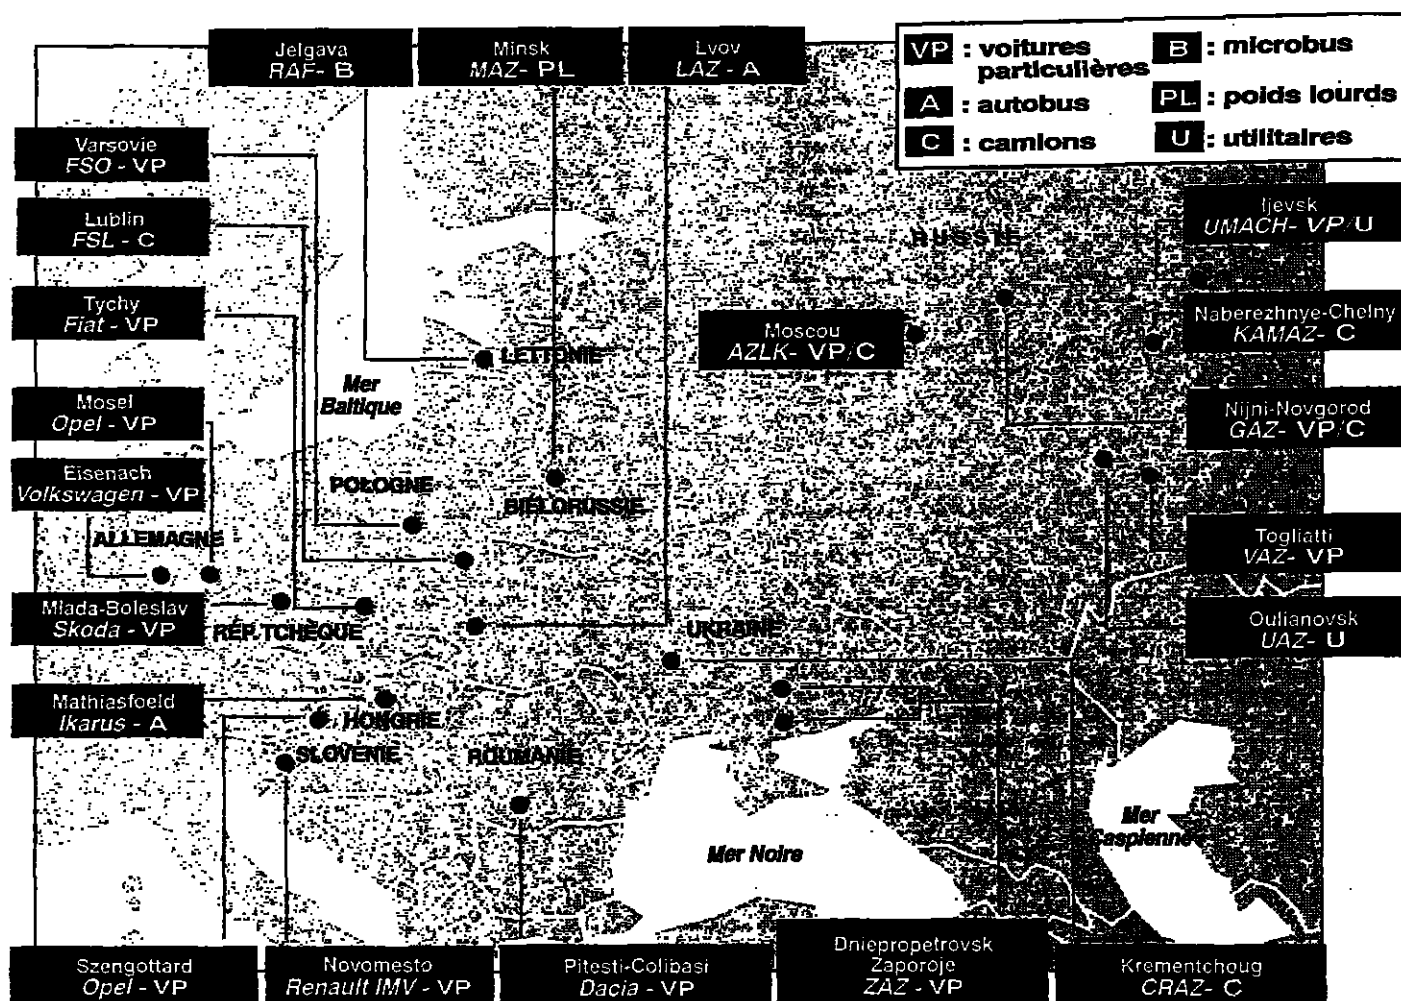 Jelgava
RAF- B
Minsk
MAZ- PL
Lvov
LAZ - A
VP : voitures
particulières
B : microbus
A : autobus
PL : poids lourds
C : camions
U : utilitaires
Varsovie
FSO - VP
Lublin
FSL - C
Tychy
Fiat - VP
Mosel
Opel - VP
Eisenach
Volkswagen - VP
Mlada-Boleslav
Skoda - VP
Mathiasfoeld
Ikarus - A
Ijevsk
UMACH- VP/U
Naberezhnye-Chelny
KAMAZ- C
Nijni-Novgorod
GAZ- VP/C
Togliatti
VAZ- VP
Oulianovsk
UAZ- U
Moscou
AZLK- VP/C
RUSSIE
LETTONIE
Mer
Baltique
POLOGNE
BIELORUSSIE
ALLEMAGNE
RÉP. TCHÈQUE
UKRAINE
HONGRIE
SLOVÉNIE
ROUMANIE
Mer Noire
Mer
Caspienne
Szengottard
Opel - VP
Novomesto
Renault IMV - VP
Pitesti-Colibasi
Dacia - VP
Dniepropetrovsk
Zaporoje
ZAZ - VP
Krementchoug
CRAZ- C